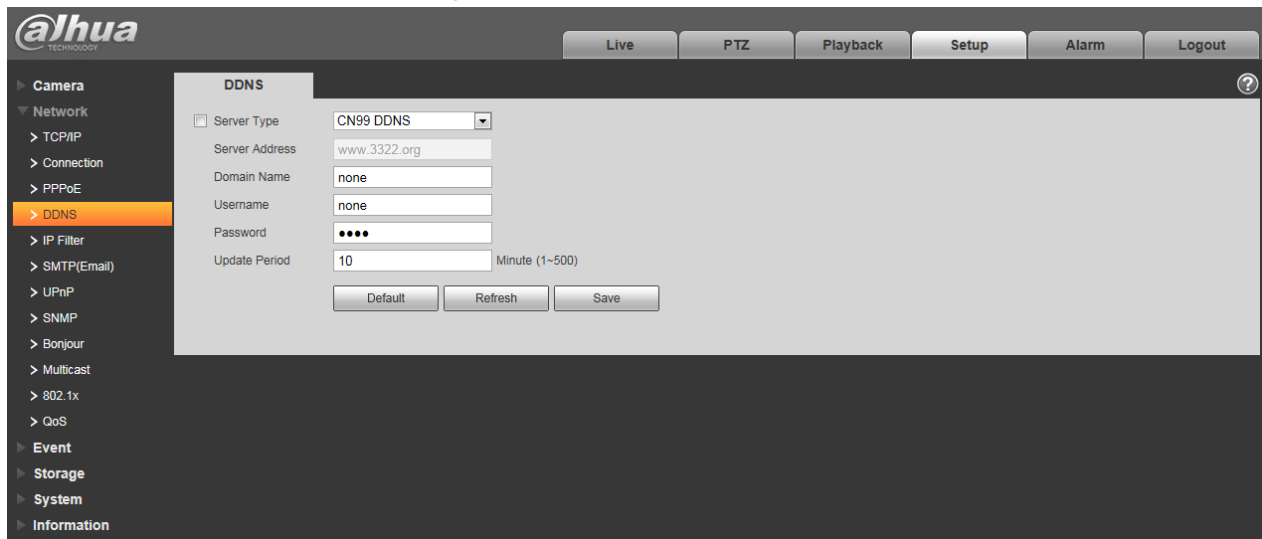 alhua
TECHNOLOGY
Live PTZ Playback Setup Alarm Logout
Camera
Network
> TCP/IP
> Connection
> PPPoE
> DDNS
> IP Filter
> SMTP(Email)
> UPnP
> SNMP
> Bonjour
> Multicast
> 802.1x
> QoS
Event
Storage
System
Information
DDNS ?
Server Type CN99 DDNS
Server Address www.3322.org
Domain Name none
Username none
Password ••••
Update Period 10 Minute (1~500)
Default Refresh Save